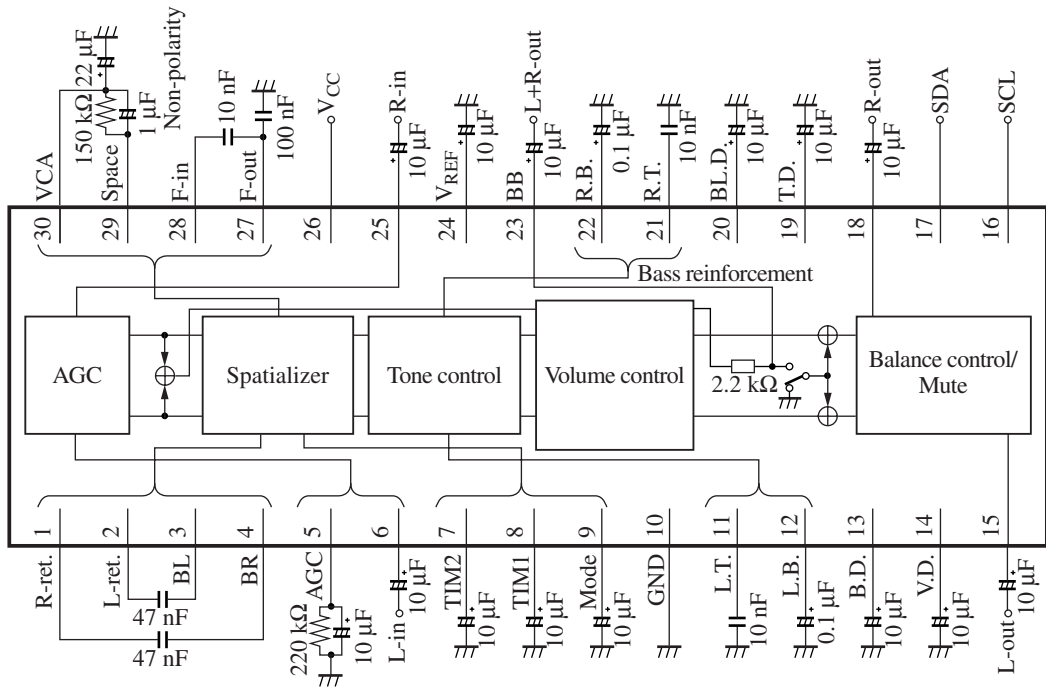 150 kΩ
22 µF
+
1 µF
Non-polarity
10 nF
100 nF
VCC
R-in
+
10 µF
+
10 µF
L+R-out
+
10 µF
+
0.1 µF
10 nF
+
10 µF
+
10 µF
R-out
+
10 µF
SDA
SCL
VCA
Space
F-in
F-out
VREF
BB
R.B.
R.T.
BL.D.
T.D.
30
29
28
27
26
25
24
23
22
21
20
19
18
17
16
Bass reinforcement
AGC
Spatializer
Tone control
Volume control
2.2 kΩ
Balance control/
Mute
1
2
3
4
5
6
7
8
9
10
11
12
13
14
15
R-ret.
L-ret.
BL
BR
AGC
TIM2
TIM1
Mode
GND
L.T.
L.B.
B.D.
V.D.
47 nF
47 nF
220 kΩ
+
10 µF
+
10 µF
L-in
+
10 µF
+
10 µF
+
10 µF
10 nF
+
0.1 µF
+
10 µF
+
10 µF
+
10 µF
L-out